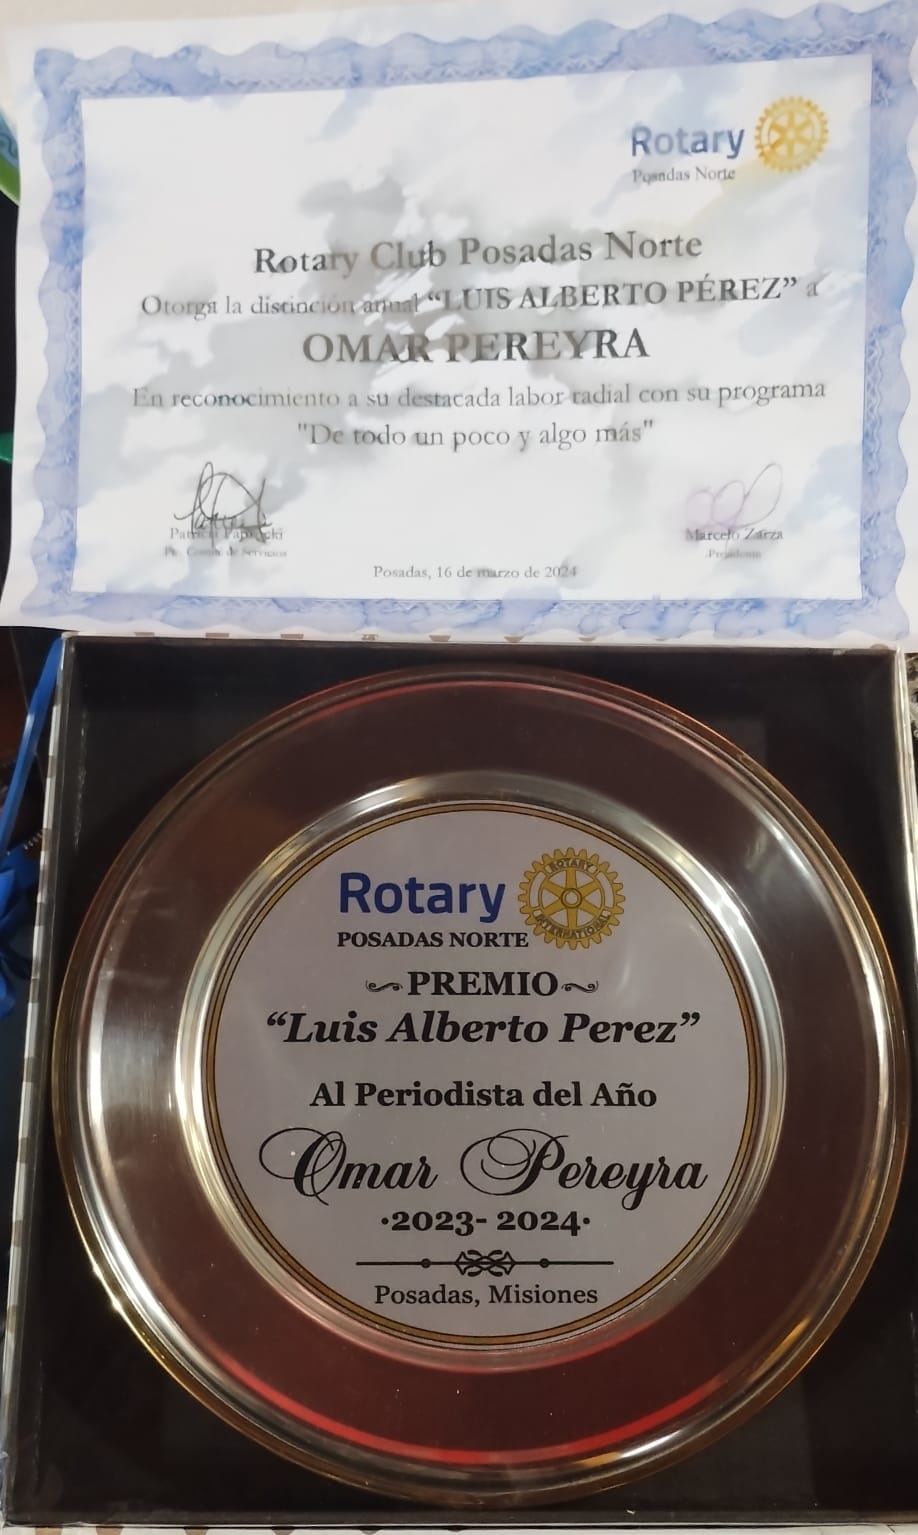 Rotary
Posadas Norte
Rotary Club Posadas Norte
Otorga la distinción anual “LUIS ALBERTO PÉREZ” a
OMAR PEREYRA
En reconocimiento a su destacada labor radial con su programa
"De todo un poco y algo más"
Marcelo Zarza
Presidente
Posadas, 16 de marzo de 2024
Rotary
ROTARY
INTERNATIONAL
POSADAS NORTE
PREMIO
“Luis Alberto Perez”
Al Periodista del Año
Omar Pereyra
·2023- 2024·
Posadas, Misiones